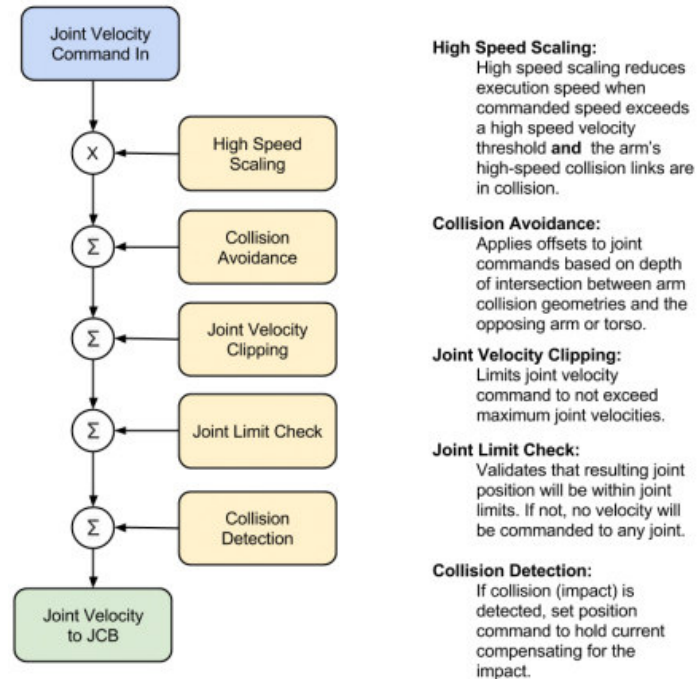 Joint Velocity
Command In
X
High Speed
Scaling
Σ
Collision
Avoidance
Σ
Joint Velocity
Clipping
Σ
Joint Limit Check
Σ
Collision
Detection
Joint Velocity
to JCB
High Speed Scaling:
High speed scaling reduces
execution speed when
commanded speed exceeds
a high speed velocity
threshold and the arm's
high-speed collision links are
in collision.
Collision Avoidance:
Applies offsets to joint
commands based on depth
of intersection between arm
collision geometries and the
opposing arm or torso.
Joint Velocity Clipping:
Limits joint velocity
command to not exceed
maximum joint velocities.
Joint Limit Check:
Validates that resulting joint
position will be within joint
limits. If not, no velocity will
be commanded to any joint.
Collision Detection:
If collision (impact) is
detected, set position
command to hold current
compensating for the
impact.